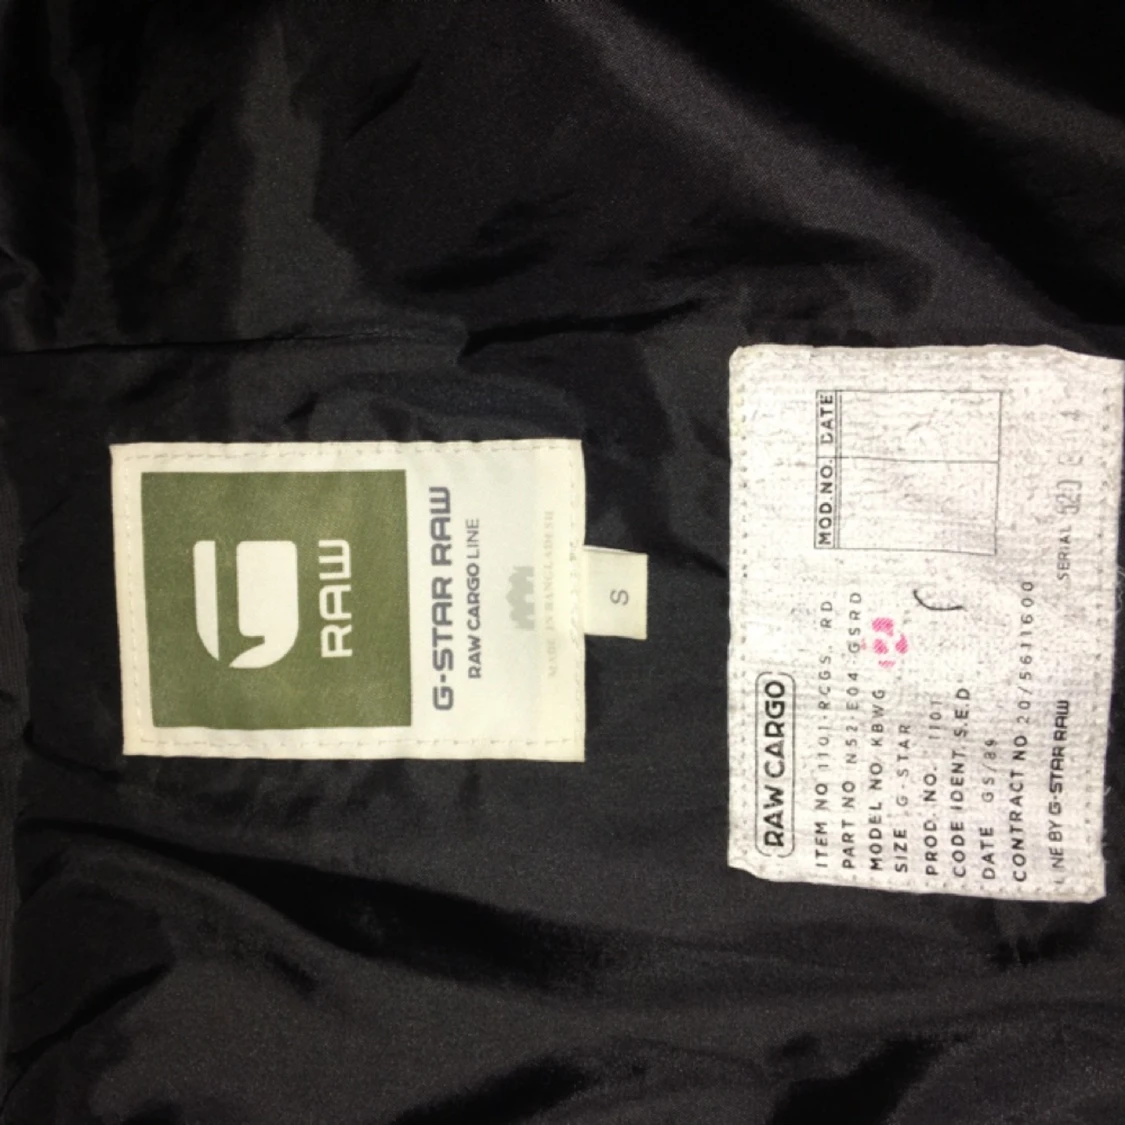 RAW
G-STAR RAW
RAW CARGO LINE
MADE IN BANGLADESH
S
RAW CARGO
ITEM NO 1101-RCGS. RD
PART NO N52-E04-GSRD
MODEL NO KBWG
SIZE G-STAR
PROD. NO. 1101
CODE IDENT. S.E.D
DATE GS/89
CONTRACT NO 20/5611600
LINE BY G-STAR RAW
MOD.NO. DATE
SERIAL